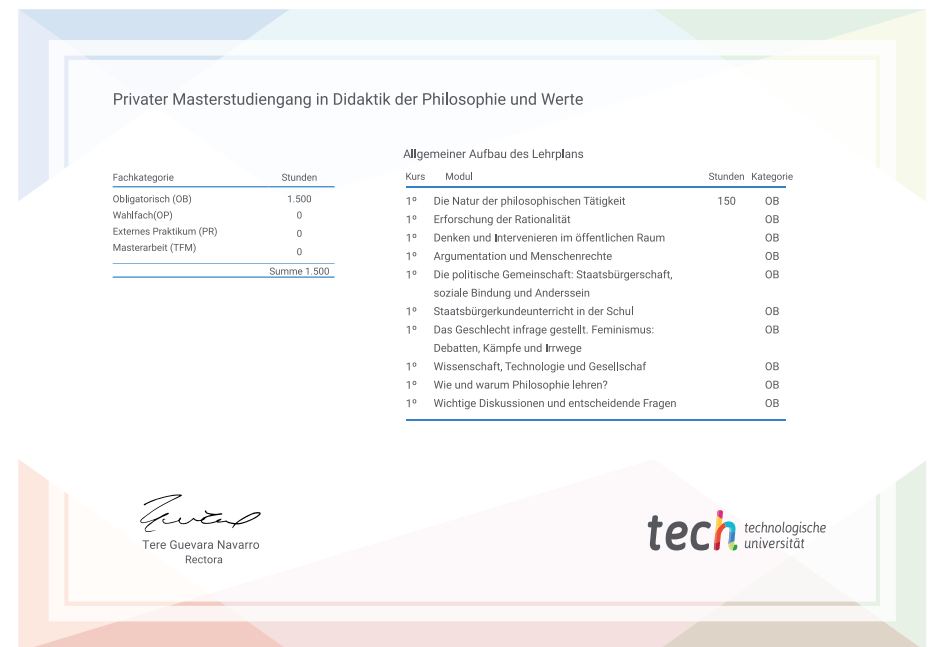 Privater Masterstudiengang in Didaktik der Philosophie und Werte
Fachkategorie Stunden
Obligatorisch (OB) 1.500
Wahlfach(OP) 0
Externes Praktikum (PR) 0
Masterarbeit (TFM) 0
Summe 1.500
Allgemeiner Aufbau des Lehrplans
Kurs Modul Stunden Kategorie
1º Die Natur der philosophischen Tätigkeit 150 OB
1º Erforschung der Rationalität OB
1º Denken und Intervenieren im öffentlichen Raum OB
1º Argumentation und Menschenrechte OB
1º Die politische Gemeinschaft: Staatsbürgerschaft, OB
soziale Bindung und Anderssein
1º Staatsbürgerkundeunterricht in der Schul OB
1º Das Geschlecht infrage gestellt. Feminismus: OB
Debatten, Kämpfe und Irrwege
1º Wissenschaft, Technologie und Gesellschaf OB
1º Wie und warum Philosophie lehren? OB
1º Wichtige Diskussionen und entscheidende Fragen OB
Tere Guevara Navarro
Rectora
tech technologische
universität